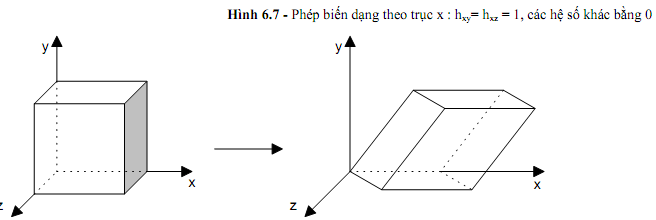 Hình 6.7 - Phép biến dạng theo trục x : hxy= hxz = 1, các hệ số khác bằng 0
y
y
x
x
z
z